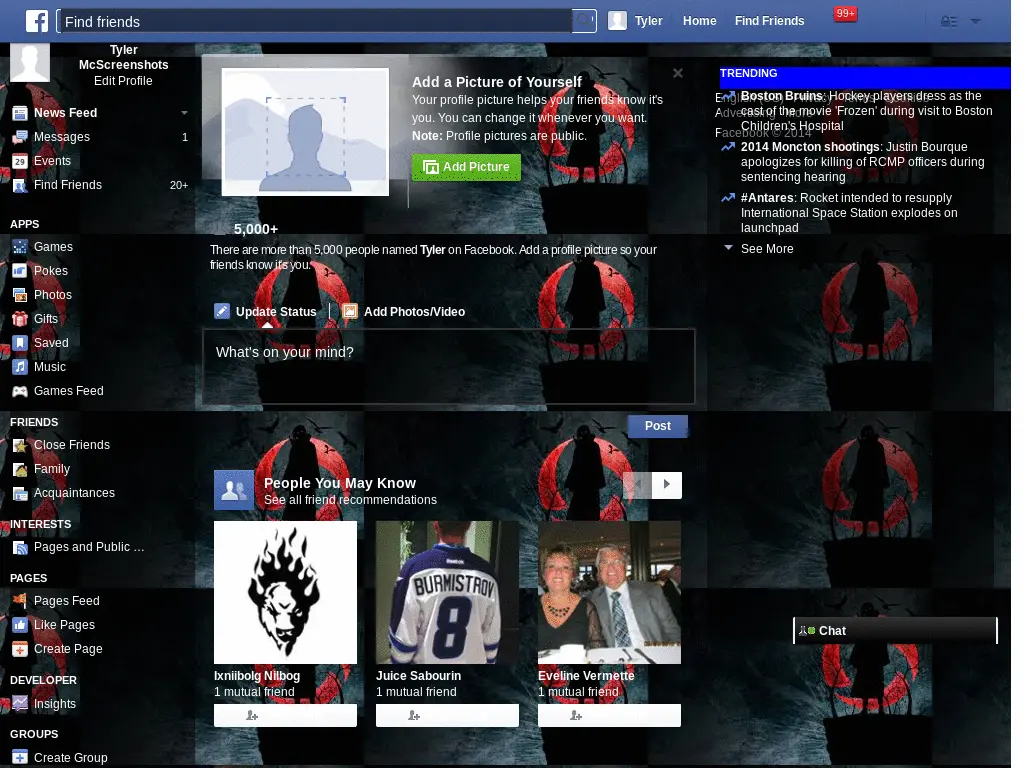 Find friends
Tyler
Home
Find Friends
99+
Tyler
McScreenshots
Edit Profile
News Feed
Messages 1
Events
Find Friends 20+
APPS
Games
Pokes
Photos
Gifts
Saved
Music
Games Feed
FRIENDS
Close Friends
Family
Acquaintances
INTERESTS
Pages and Public ...
PAGES
Pages Feed
Like Pages
Create Page
DEVELOPER
Insights
GROUPS
Create Group
Add a Picture of Yourself
Your profile picture helps your friends know it's
you. You can change it whenever you want.
Note: Profile pictures are public.
Add Picture
5,000+
There are more than 5,000 people named Tyler on Facebook. Add a profile picture so your
friends know it's you.
Update Status
Add Photos/Video
What's on your mind?
Post
People You May Know
See all friend recommendations
BURMISTROV
8
Ixniibolg Nilbog
1 mutual friend
Juice Sabourin
1 mutual friend
Eveline Vermette
1 mutual friend
TRENDING
Boston Bruins: Hockey players dress as the
cast of the movie 'Frozen' during visit to Boston
Children's Hospital
2014 Moncton shootings: Justin Bourque
apologizes for killing of RCMP officers during
sentencing hearing
#Antares: Rocket intended to resupply
International Space Station explodes on
launchpad
See More
Facebook © 2014
Chat